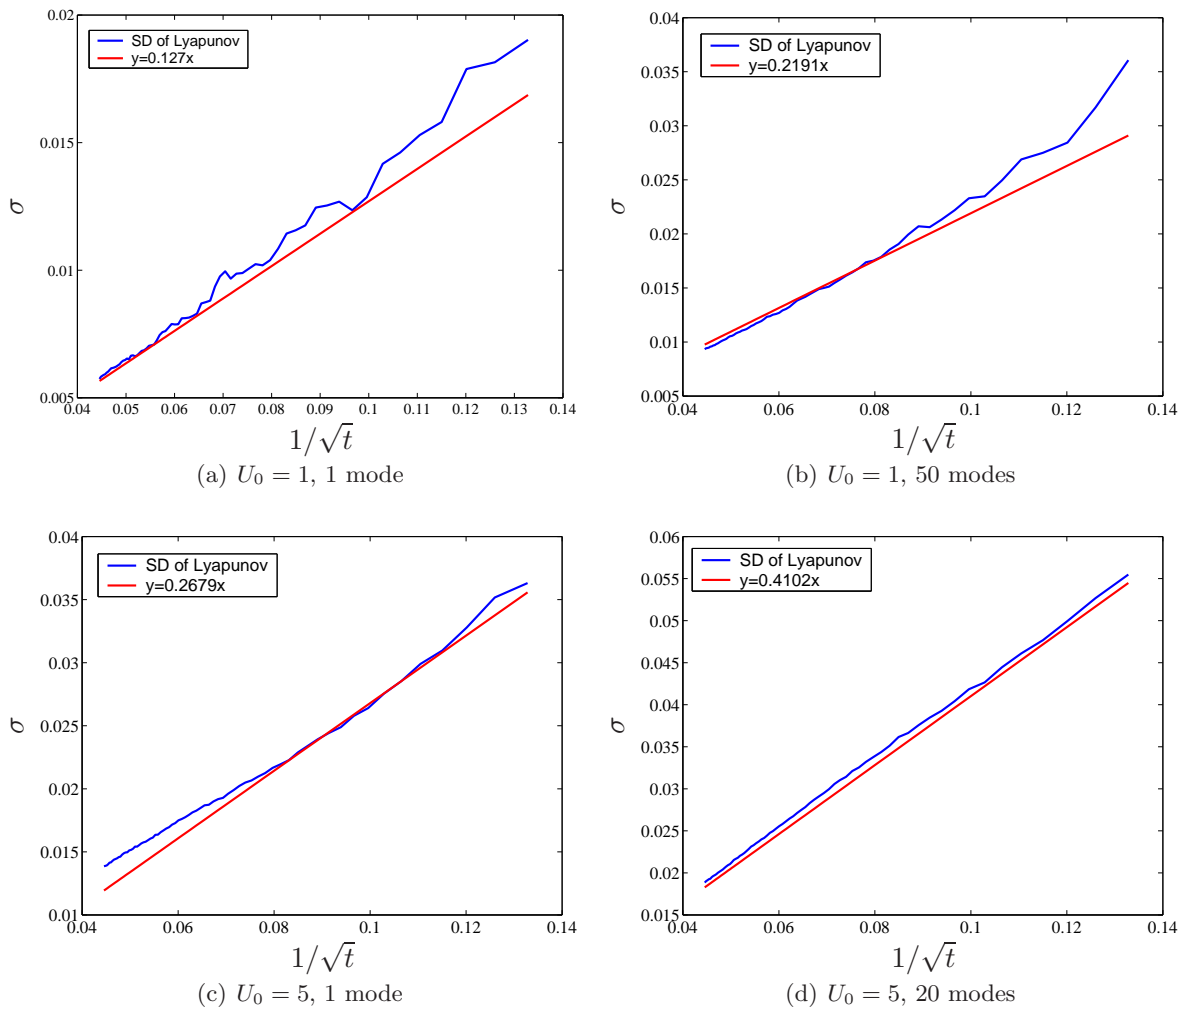 0.02
SD of Lyapunov
y=0.127x
0.015
σ
0.01
0.005
0.04 0.05 0.06 0.07 0.08 0.09 0.1 0.11 0.12 0.13 0.14
1/√t
(a) U₀ = 1, 1 mode
0.04
SD of Lyapunov
y=0.2191x
0.035
0.03
0.025
σ
0.02
0.015
0.01
0.005
0.04 0.06 0.08 0.1 0.12 0.14
1/√t
(b) U₀ = 1, 50 modes
0.04
SD of Lyapunov
y=0.2679x
0.035
0.03
0.025
σ
0.02
0.015
0.01
0.04 0.06 0.08 0.1 0.12 0.14
1/√t
(c) U₀ = 5, 1 mode
0.06
SD of Lyapunov
y=0.4102x
0.055
0.05
0.045
0.04
σ
0.035
0.03
0.025
0.02
0.015
0.04 0.06 0.08 0.1 0.12 0.14
1/√t
(d) U₀ = 5, 20 modes